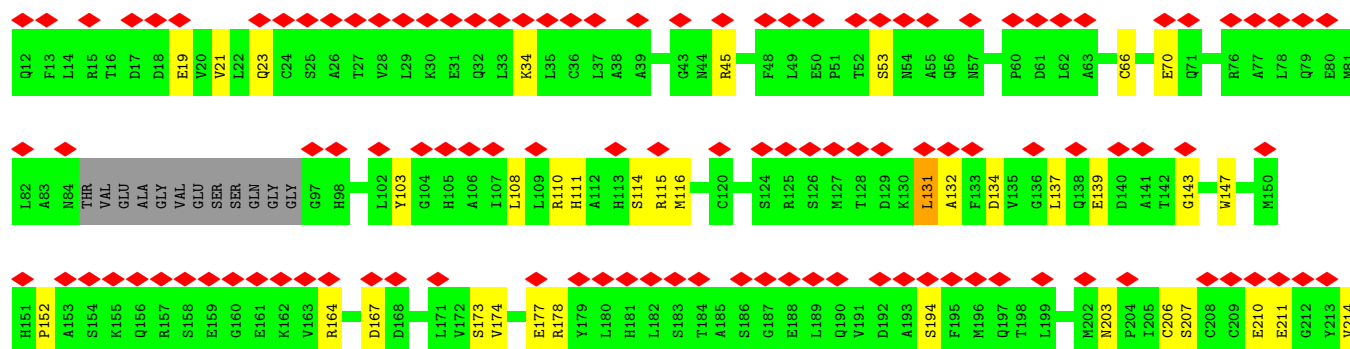 Q12 F13 L14 R15 T16 D17 D18 E19 V20 V21 L22 Q23 C24 S25 A26 T27 V28 L29 K30 E31 Q32 L33 K34 L35 C36 L37 A38 A39 G43 N44 R45 F48 L49 E50 P51 T52 S53 N54 A55 Q56 N57 P60 D61 L62 A63 C66 E70 Q71 R76 A77 L78 Q79 E80 M81
L82 A83 N84 THR VAL GLU ALA GLY VAL GLU SER SER GLN GLY GLY G97 H98 L102 Y103 G104 H105 A106 I107 L108 L109 R110 H111 A112 H113 S114 R115 M116 C120 S124 R125 S126 M127 T128 D129 K130 L131 A132 F133 D134 V135 G136 L137 Q138 E139 D140 A141 T142 G143 W147 M150
H151 P152 A153 S154 K155 Q156 R157 S158 E159 G160 E161 K162 V163 R164 D167 D168 L171 V172 S173 V174 E177 R178 Y179 L180 H181 L182 S183 T184 A185 S186 G187 E188 L189 Q190 V191 D192 A193 S194 F195 M196 Q197 T198 L199 M202 N203 P204 I205 C206 S207 C208 C209 E210 E211 G212 Y213 V214